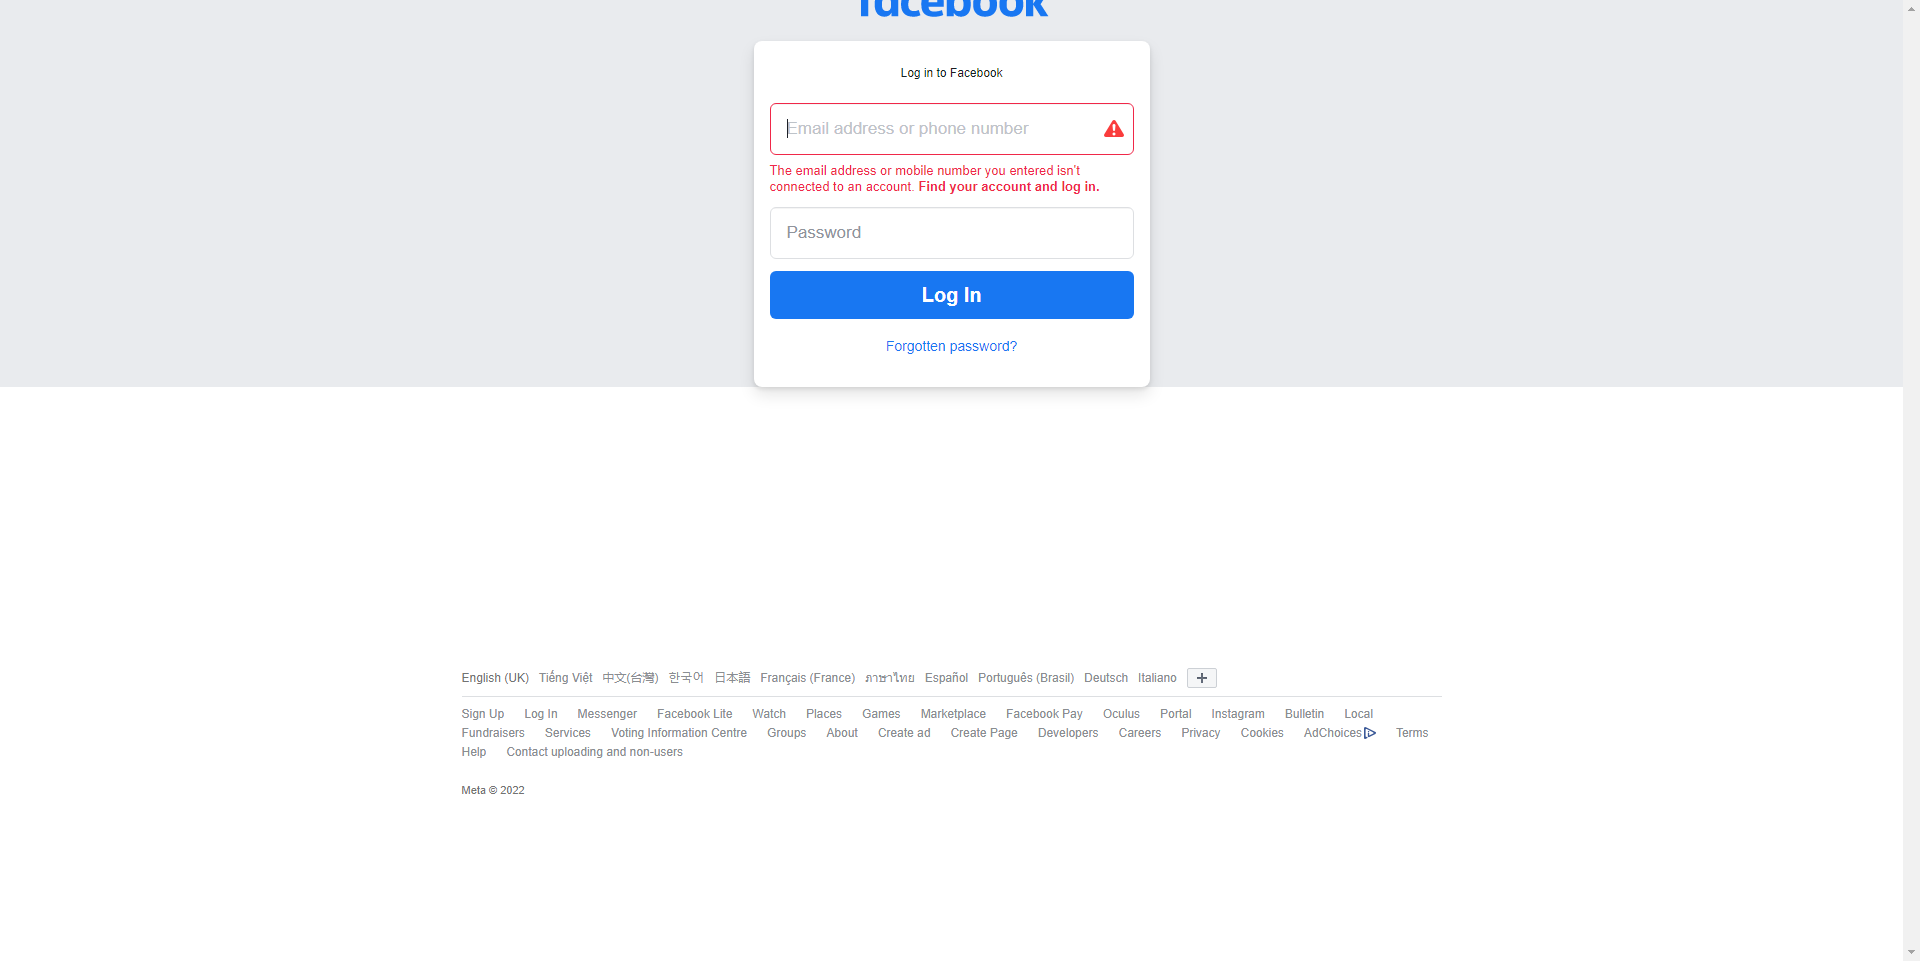 facebook
Log in to Facebook
Email address or phone number
The email address or mobile number you entered isn't
connected to an account. Find your account and log in.
Password
Log In
Forgotten password?
English (UK) Tiếng Việt 中文(台灣) 한국어 日本語 Français (France) ภาษาไทย Español Português (Brasil) Deutsch Italiano
Sign Up Log In Messenger Facebook Lite Watch Places Games Marketplace Facebook Pay Oculus Portal Instagram Bulletin Local
Fundraisers Services Voting Information Centre Groups About Create ad Create Page Developers Careers Privacy Cookies AdChoices Terms
Help Contact uploading and non-users
Meta © 2022